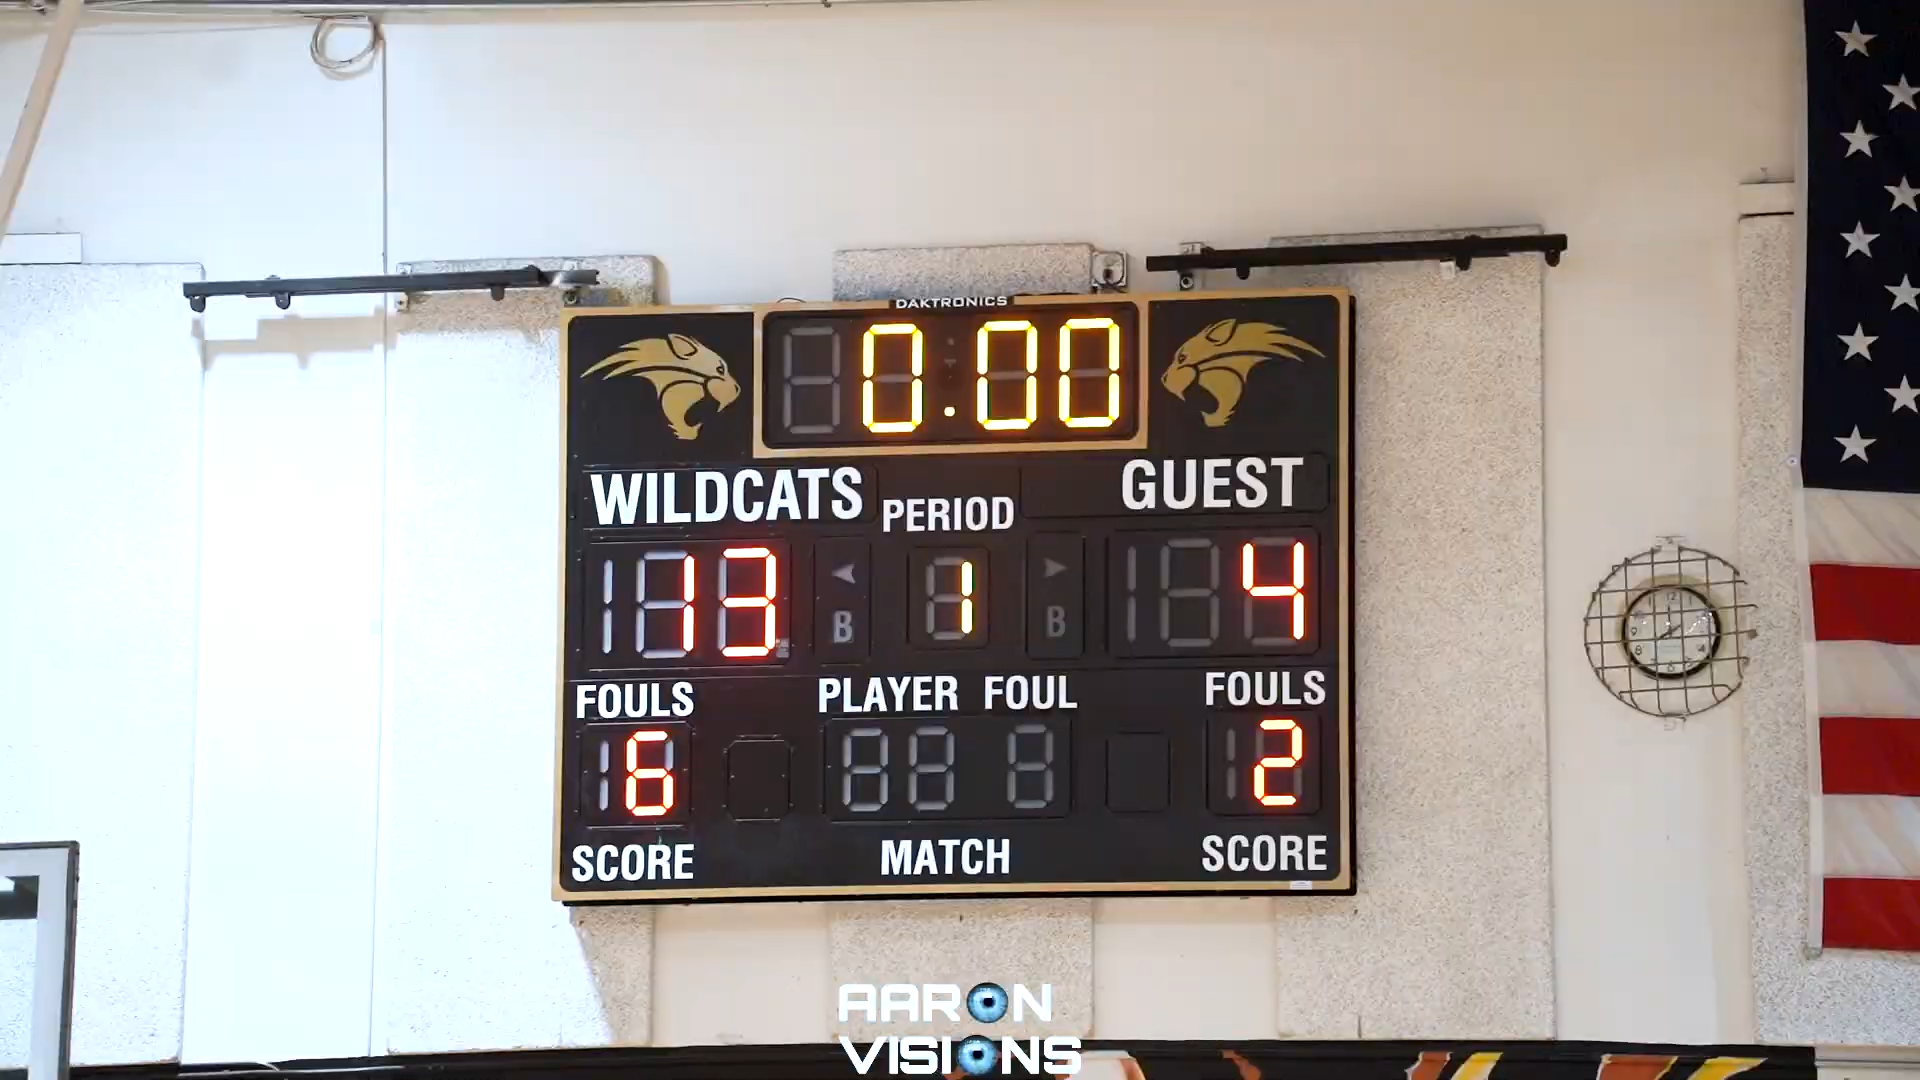 DAKTRONICS
0.00
WILDCATS PERIOD GUEST
13 B 1 B 4
FOULS PLAYER FOUL FOULS
6 2
SCORE MATCH SCORE
AARON
VISIONS